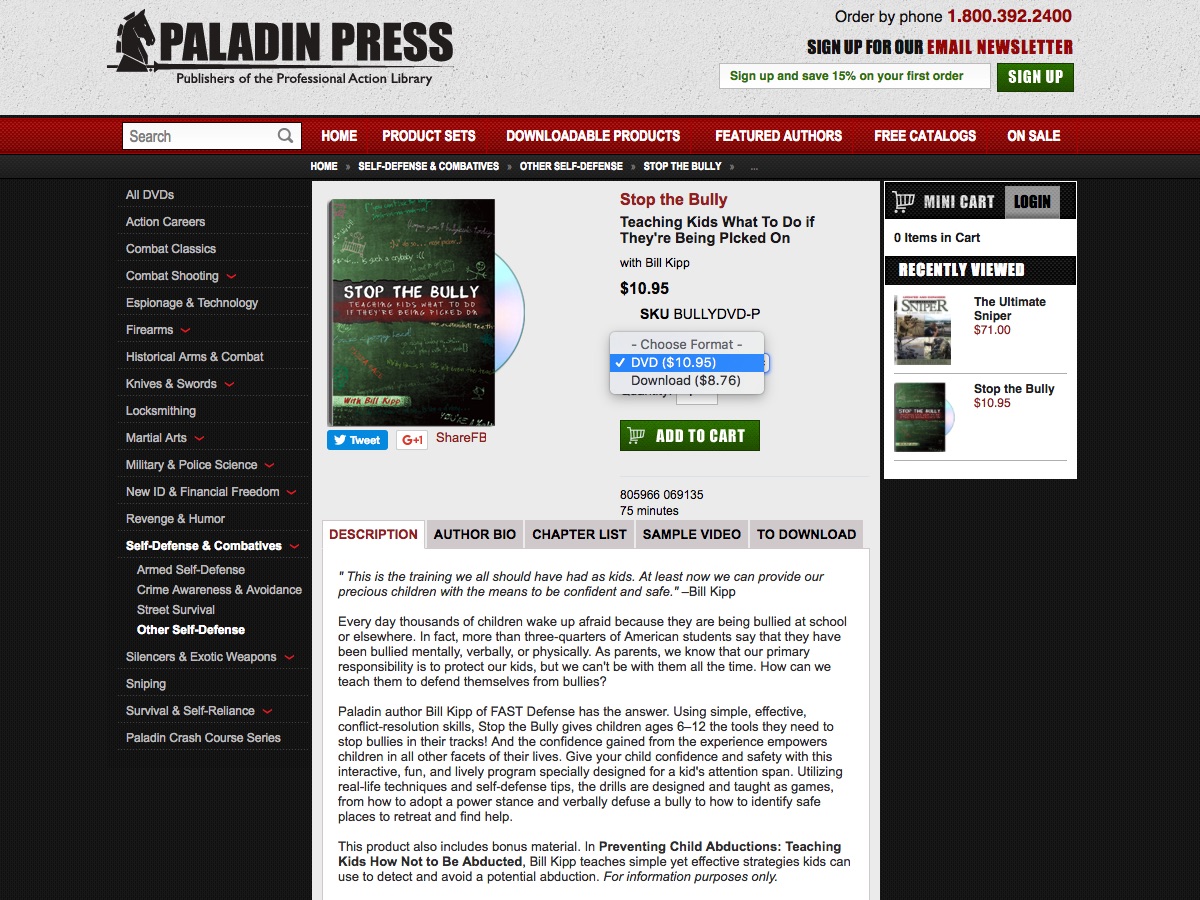 PALADIN PRESS
Publishers of the Professional Action Library
Order by phone 1.800.392.2400
SIGN UP FOR OUR EMAIL NEWSLETTER
Sign up and save 15% on your first order
SIGN UP
Search
HOME
PRODUCT SETS
DOWNLOADABLE PRODUCTS
FEATURED AUTHORS
FREE CATALOGS
ON SALE
HOME » SELF-DEFENSE & COMBATIVES » OTHER SELF-DEFENSE » STOP THE BULLY » ...
All DVDs
Action Careers
Combat Classics
Combat Shooting
Espionage & Technology
Firearms
Historical Arms & Combat
Knives & Swords
Locksmithing
Martial Arts
Military & Police Science
New ID & Financial Freedom
Revenge & Humor
Self-Defense & Combatives
Armed Self-Defense
Crime Awareness & Avoidance
Street Survival
Other Self-Defense
Silencers & Exotic Weapons
Sniping
Survival & Self-Reliance
Paladin Crash Course Series
STOP THE BULLY
TEACHING KIDS WHAT TO DO
IF THEY'RE BEING PICKED ON
With Bill Kipp
Tweet
G+1
ShareFB
Stop the Bully
Teaching Kids What To Do if
They're Being PIcked On
with Bill Kipp
$10.95
SKU BULLYDVD-P
- Choose Format -
✓ DVD ($10.95)
Download ($8.76)
ADD TO CART
805966 069135
75 minutes
DESCRIPTION
AUTHOR BIO
CHAPTER LIST
SAMPLE VIDEO
TO DOWNLOAD
" This is the training we all should have had as kids. At least now we can provide our
precious children with the means to be confident and safe." –Bill Kipp
Every day thousands of children wake up afraid because they are being bullied at school
or elsewhere. In fact, more than three-quarters of American students say that they have
been bullied mentally, verbally, or physically. As parents, we know that our primary
responsibility is to protect our kids, but we can't be with them all the time. How can we
teach them to defend themselves from bullies?
Paladin author Bill Kipp of FAST Defense has the answer. Using simple, effective,
conflict-resolution skills, Stop the Bully gives children ages 6–12 the tools they need to
stop bullies in their tracks! And the confidence gained from the experience empowers
children in all other facets of their lives. Give your child confidence and safety with this
interactive, fun, and lively program specially designed for a kid's attention span. Utilizing
real-life techniques and self-defense tips, the drills are designed and taught as games,
from how to adopt a power stance and verbally defuse a bully to how to identify safe
places to retreat and find help.
This product also includes bonus material. In Preventing Child Abductions: Teaching
Kids How Not to Be Abducted, Bill Kipp teaches simple yet effective strategies kids can
use to detect and avoid a potential abduction. For information purposes only.
MINI CART
LOGIN
0 Items in Cart
RECENTLY VIEWED
SNIPER
The Ultimate
Sniper
$71.00
STOP THE BULLY
Stop the Bully
$10.95